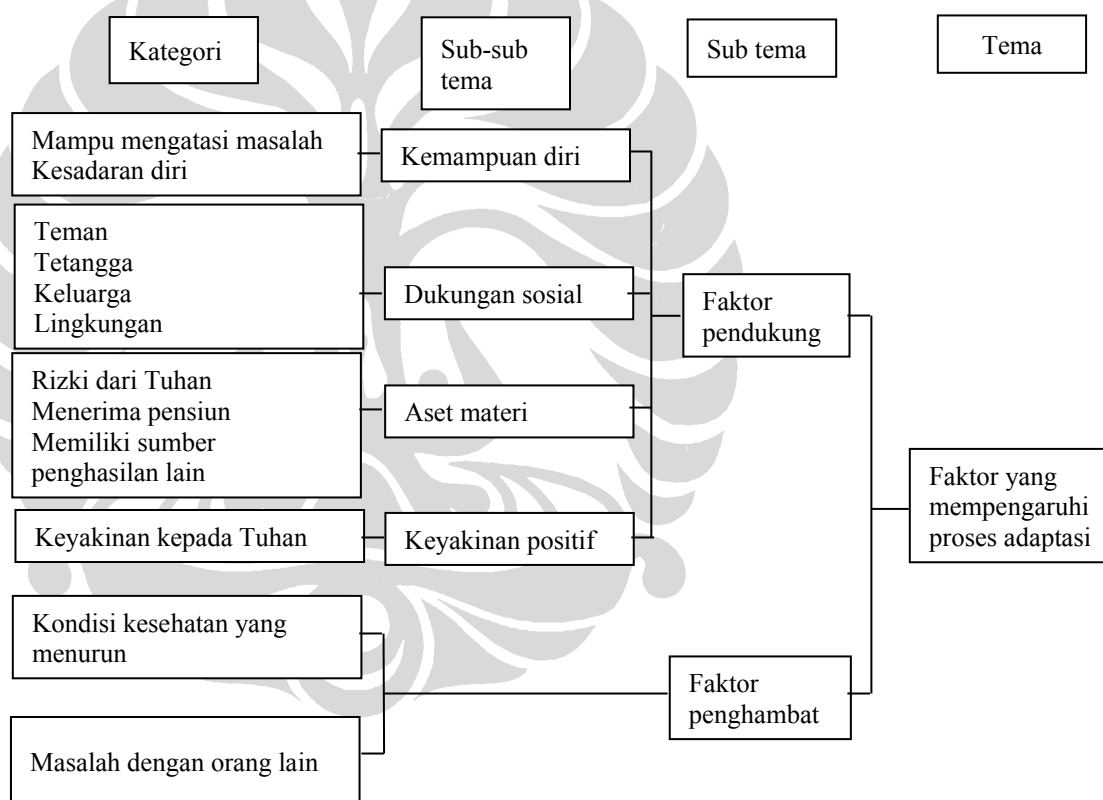 Kategori
Sub-sub
tema
Sub tema
Tema
Mampu mengatasi masalah
Kesadaran diri
Kemampuan diri
Teman
Tetangga
Keluarga
Lingkungan
Dukungan sosial
Faktor
pendukung
Rizki dari Tuhan
Menerima pensiun
Memiliki sumber
penghasilan lain
Aset materi
Faktor yang
mempengaruhi
proses adaptasi
Keyakinan kepada Tuhan
Keyakinan positif
Kondisi kesehatan yang
menurun
Faktor
penghambat
Masalah dengan orang lain